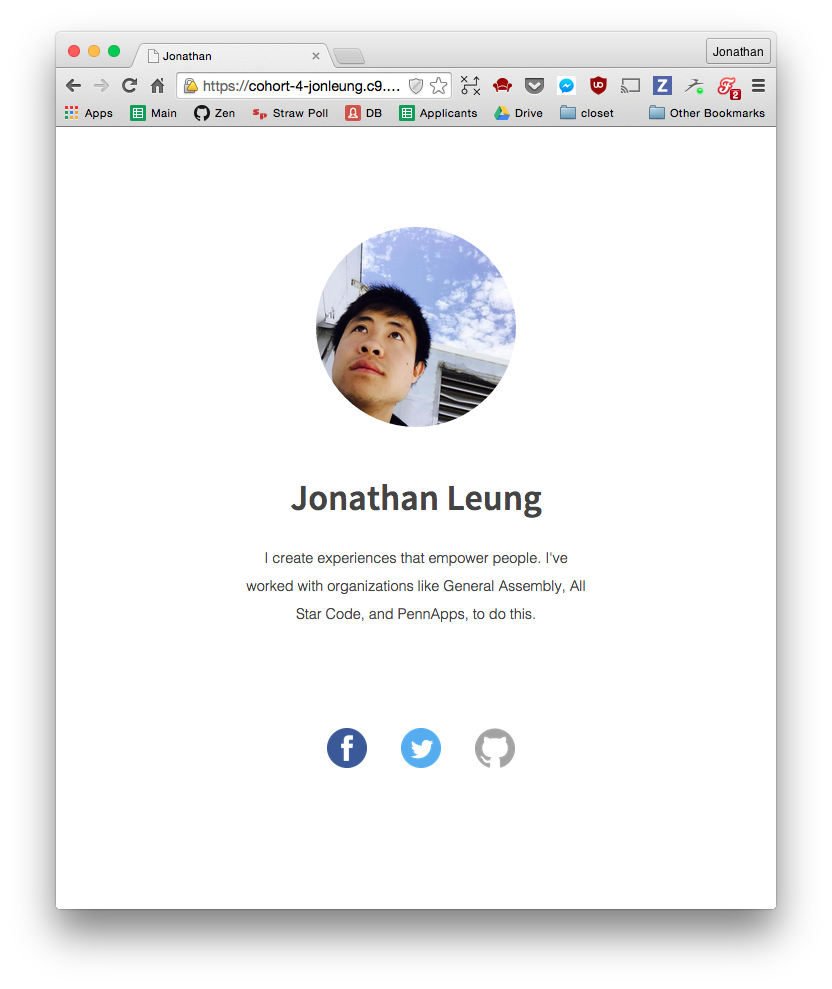 Jonathan
Jonathan
https://cohort-4-jonleung.c9....
Apps Main Zen Straw Poll DB Applicants Drive closet Other Bookmarks
Jonathan Leung
I create experiences that empower people. I've
worked with organizations like General Assembly, All
Star Code, and PennApps, to do this.